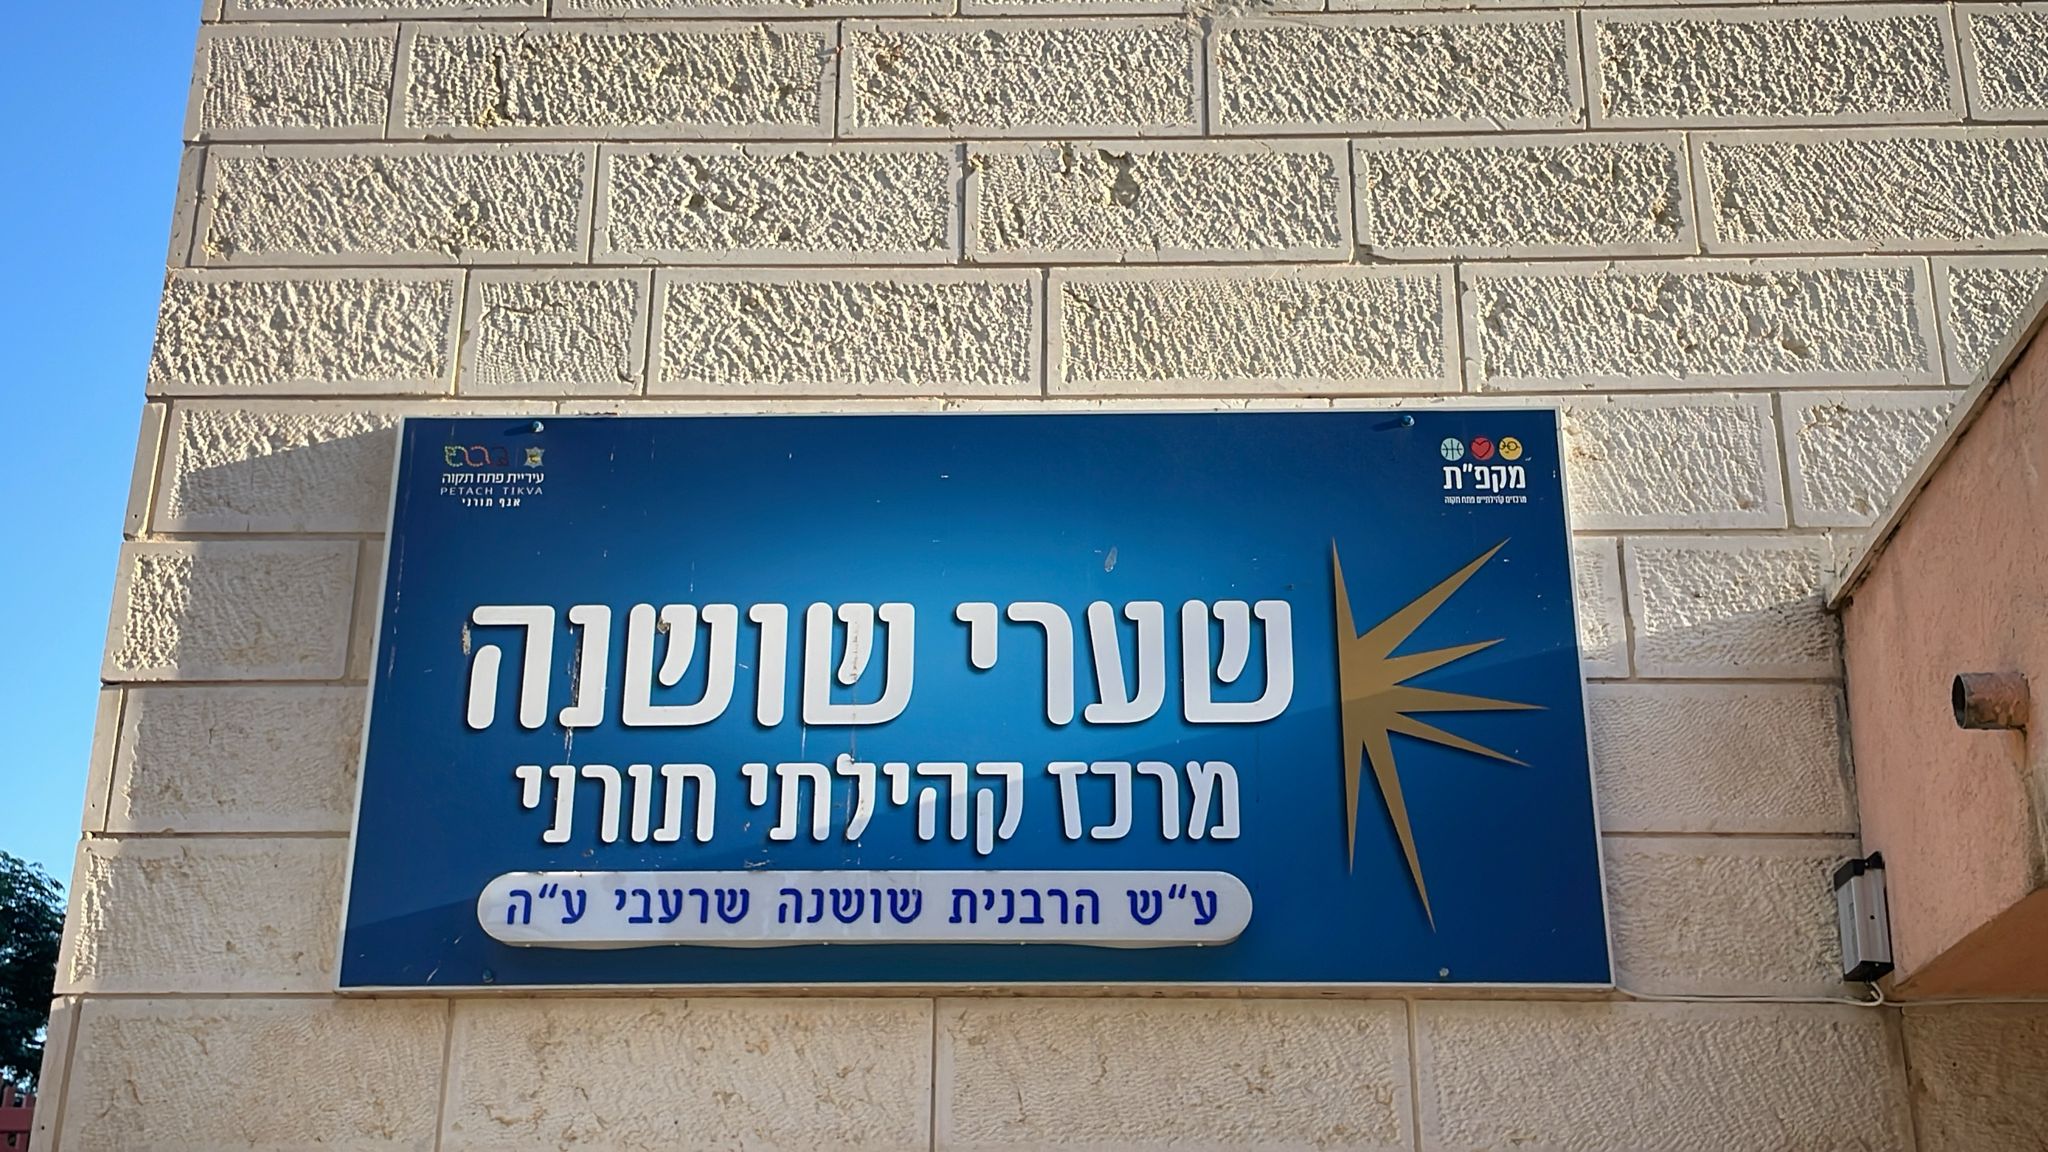 עיריית פתח תקוה
PETACH TIKVA
אגף תורני
מקפ"ת
מרכזים קהילתיים פתח תקוה
שערי שושנה
מרכז קהילתי תורני
ע"ש הרבנית שושנה שרעבי ע"ה